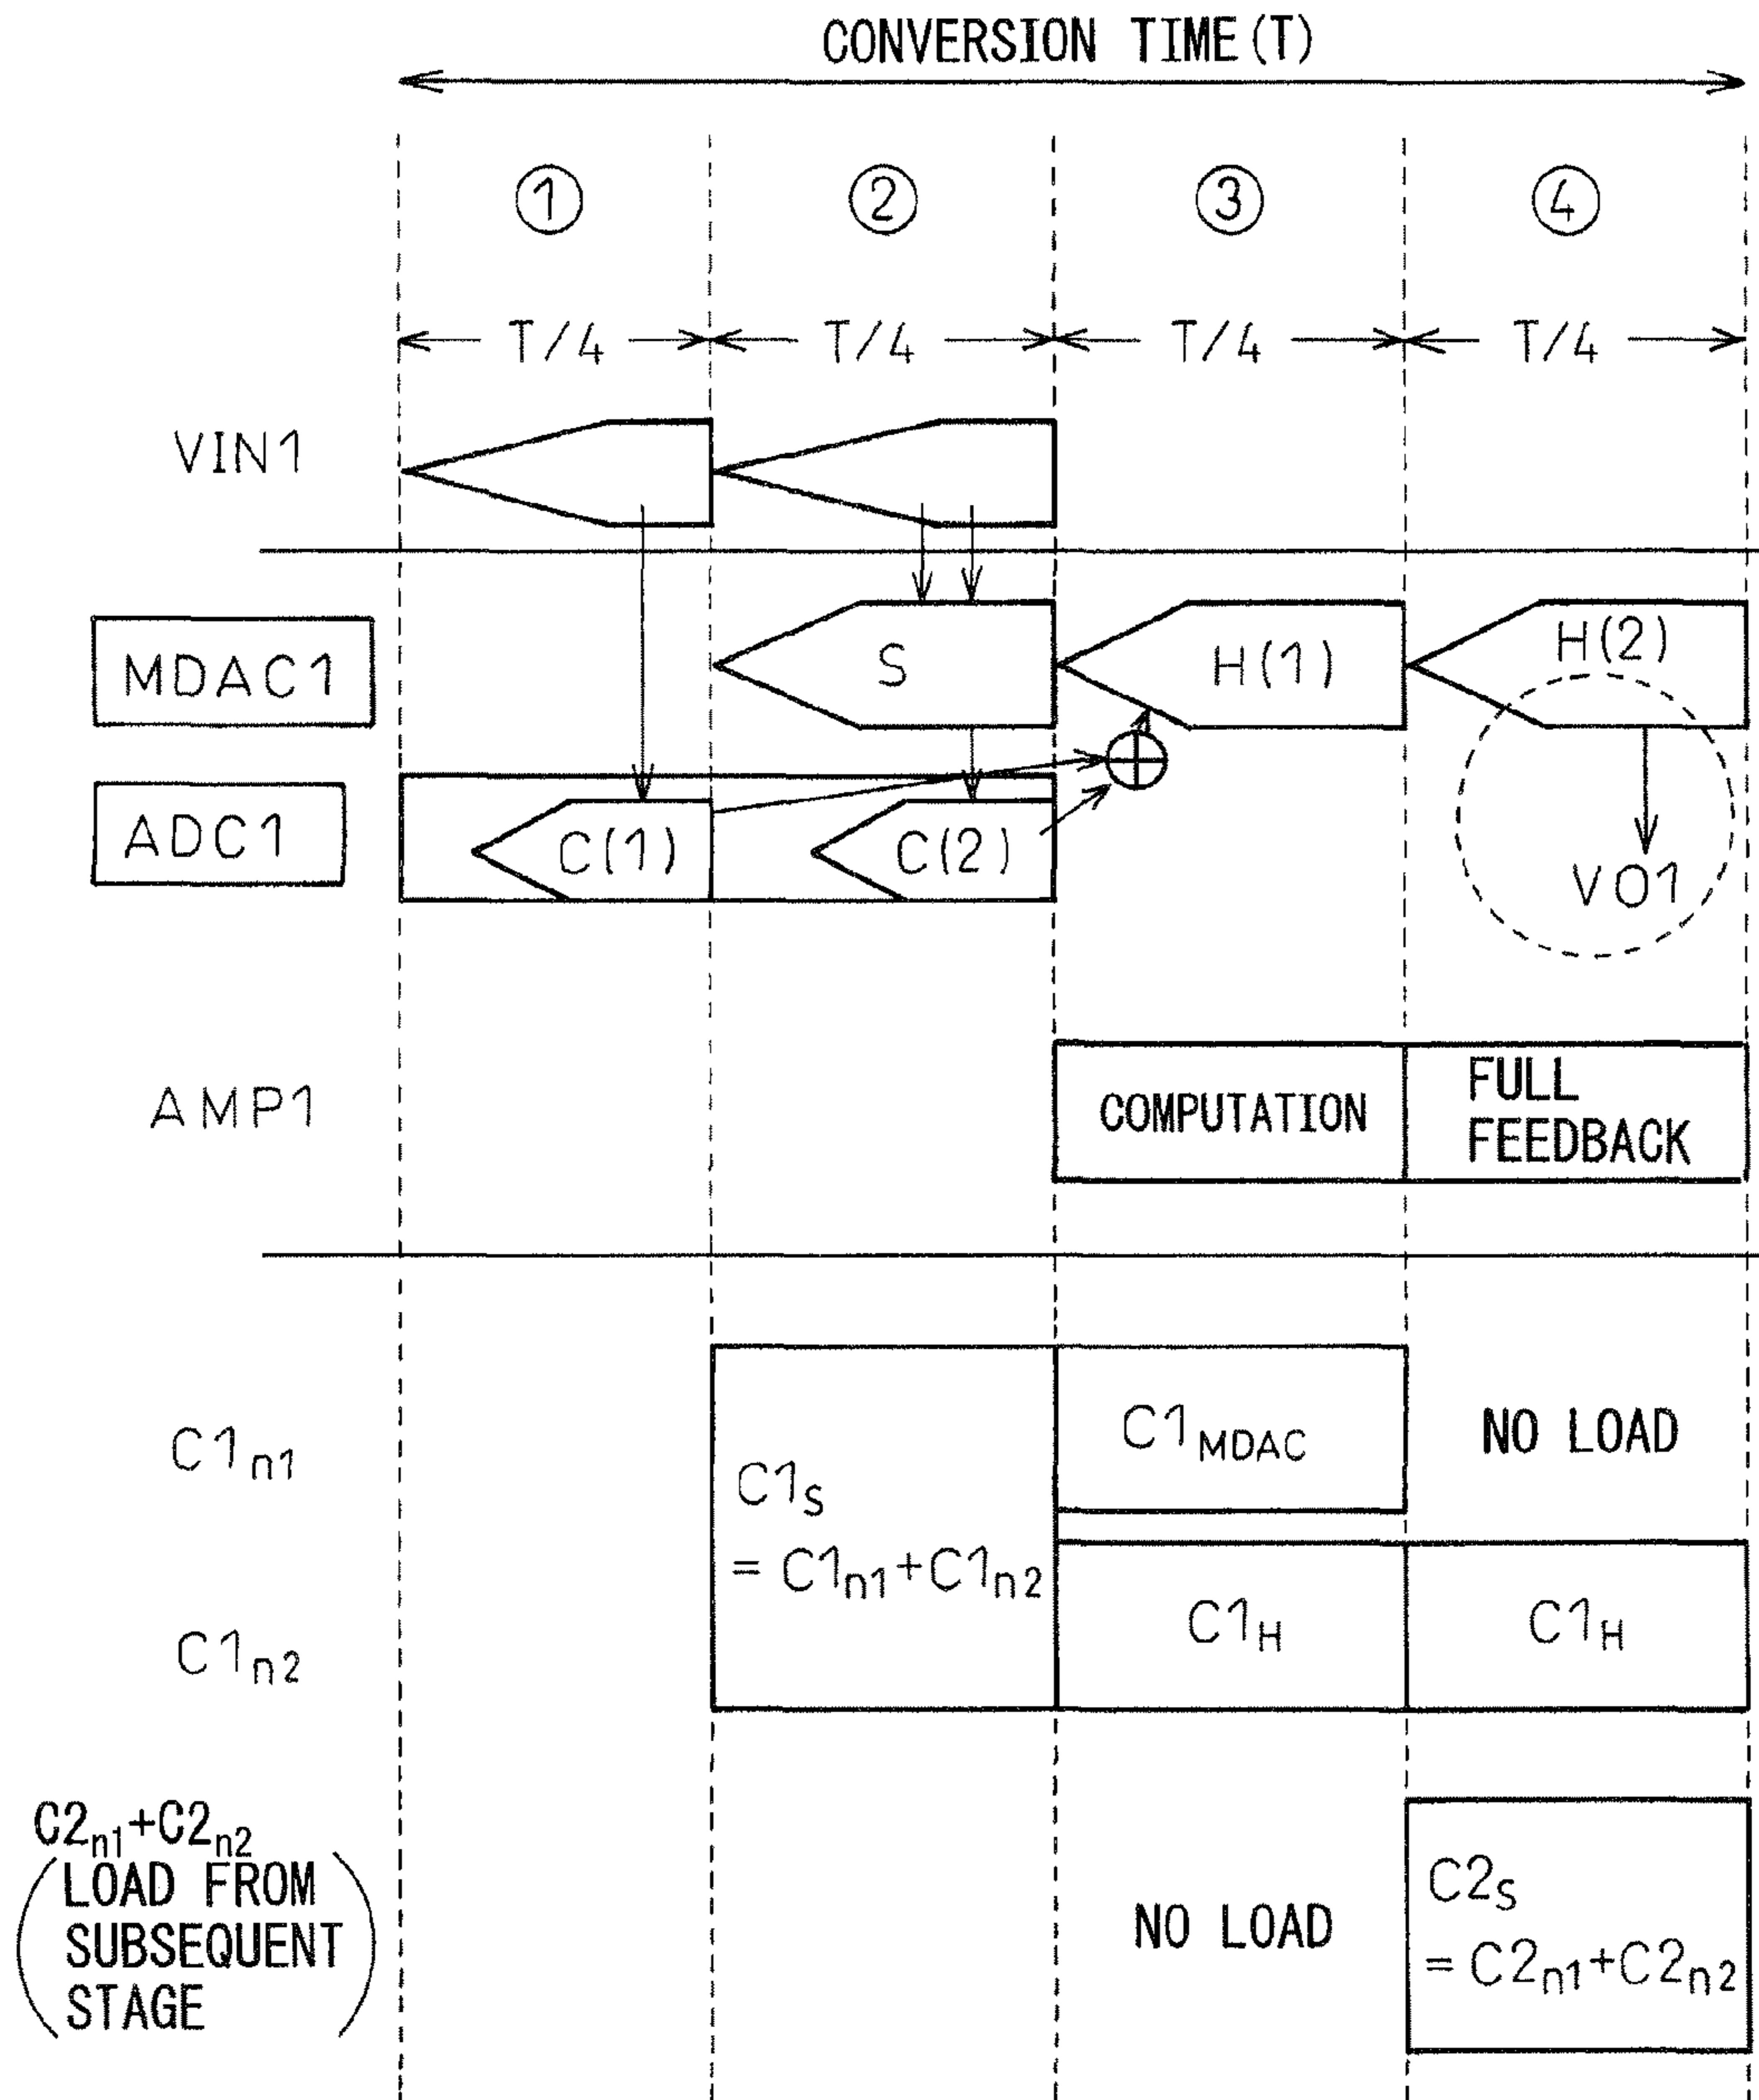 CONVERSION TIME(T)
① ② ③ ④
T/4 T/4 T/4 T/4
VIN1
MDAC1 S H(1) H(2)
ADC1 C(1) C(2) VO1
AMP1 COMPUTATION FULL
FEEDBACK
C1n1 C1MDAC NO LOAD
C1S
= C1n1+C1n2
C1n2 C1H C1H
C2n1+C2n2
(LOAD FROM
SUBSEQUENT
STAGE)
NO LOAD
C2S
= C2n1+C2n2